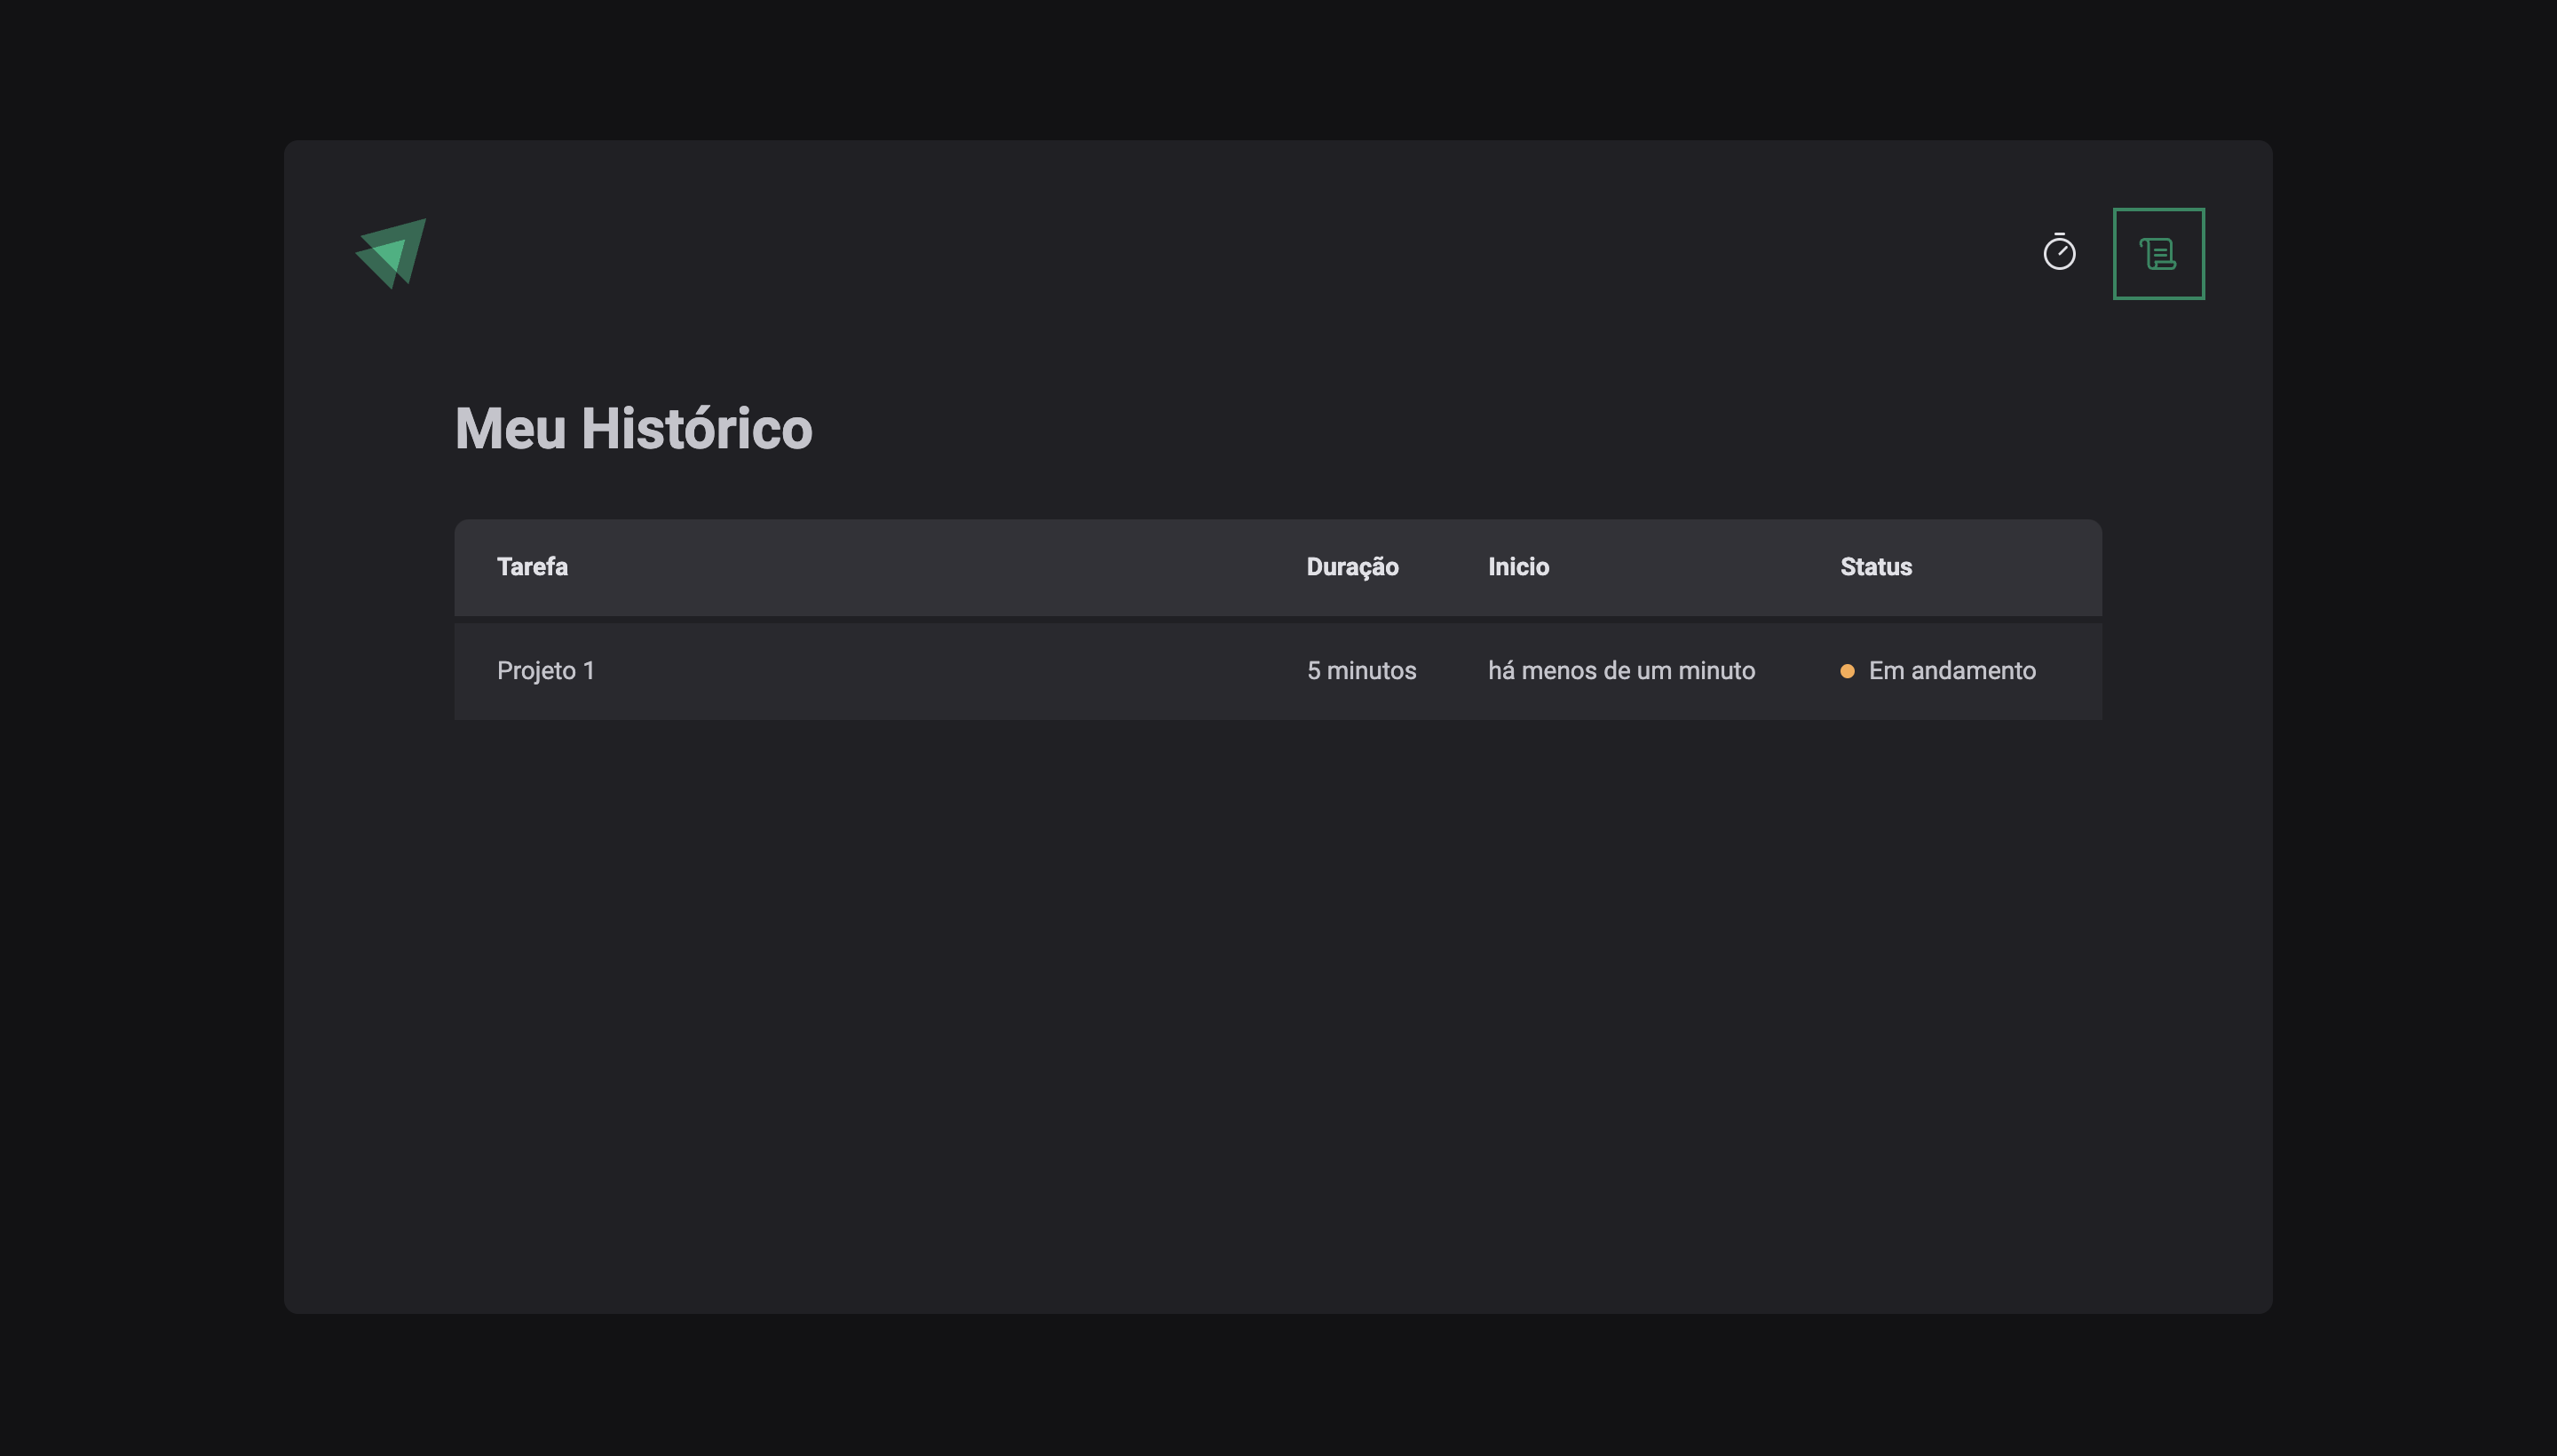 Meu Histórico
Tarefa Duração Inicio Status
Projeto 1 5 minutos há menos de um minuto Em andamento